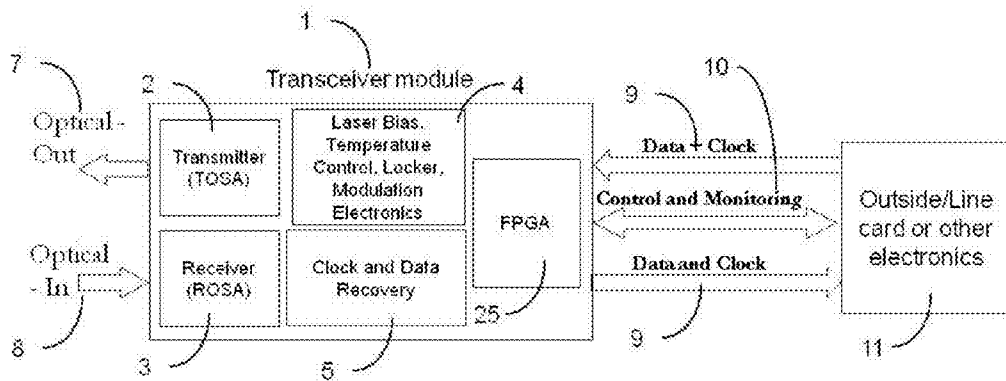 1
7
2
Transceiver module
4
9
10
Optical -
Out
Transmitter
(TOSA)
Laser Bias,
Temperature
Control, Locker,
Modulation
Electronics
FPGA
Data + Clock
Control and Monitoring
Data and Clock
Outside/Line
card or other
electronics
Optical
- In
Receiver
(ROSA)
Clock and Data
Recovery
8
3
5
25
9
11